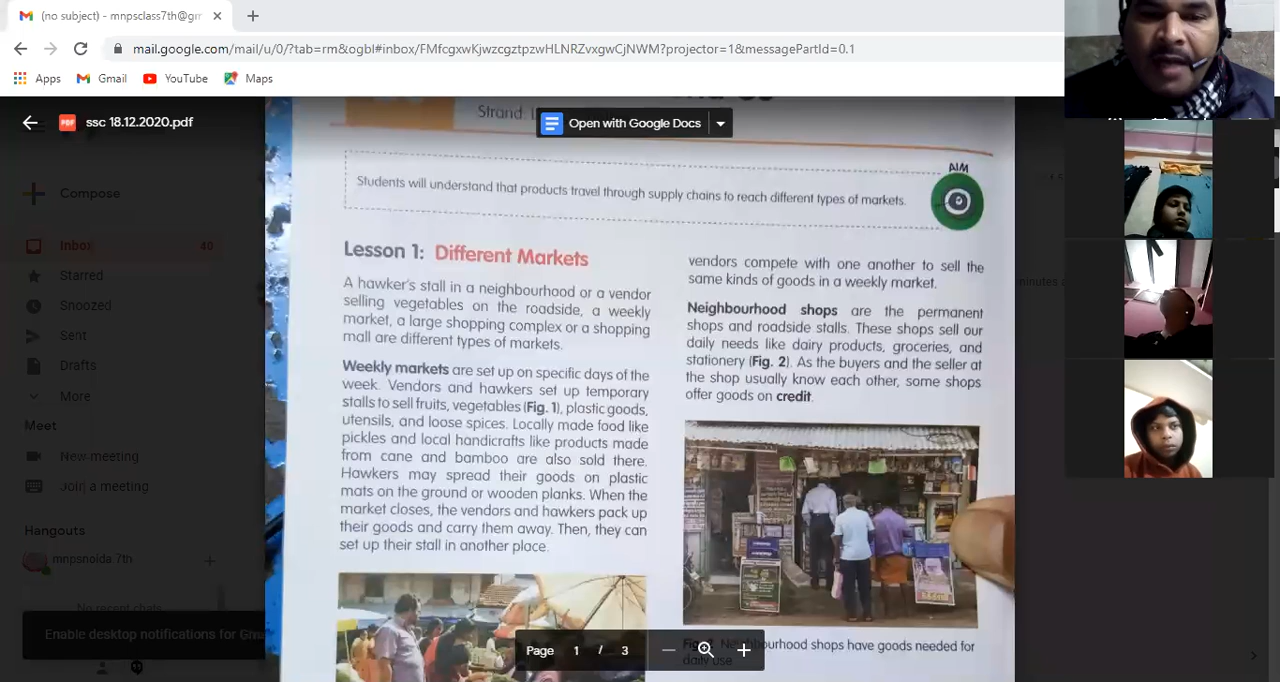 (no subject) - mnpsclass7th@gm
mail.google.com/mail/u/0/?tab=rm&ogbl#inbox/FMfcgxwKjwzcgztpzwHLNRZvxgwCjNWM?projector=1&messagePartId=0.1
Apps Gmail YouTube Maps
PDF ssc 18.12.2020.pdf
Open with Google Docs
Compose
Inbox 40
Starred
Snoozed
Sent
Drafts
More
Meet
New meeting
Join a meeting
Hangouts
mnpsnoida 7th
No recent chats
Enable desktop notifications for
Strand:
AIM
Students will understand that products travel through supply chains to reach different types of markets.
Lesson 1: Different Markets
A hawker's stall in a neighbourhood or a vendor
selling vegetables on the roadside, a weekly
market, a large shopping complex or a shopping
mall are different types of markets.
Weekly markets are set up on specific days of the
week. Vendors and hawkers set up temporary
stalls to sell fruits, vegetables (Fig. 1), plastic goods,
utensils, and loose spices. Locally made food like
pickles and local handicrafts like products made
from cane and bamboo are also sold there.
Hawkers may spread their goods on plastic
mats on the ground or wooden planks. When the
market closes, the vendors and hawkers pack up
their goods and carry them away. Then, they can
set up their stall in another place.
vendors compete with one another to sell the
same kinds of goods in a weekly market.
Neighbourhood shops are the permanent
shops and roadside stalls. These shops sell our
daily needs like dairy products, groceries, and
stationery (Fig. 2). As the buyers and the seller at
the shop usually know each other, some shops
offer goods on credit.
Neighbourhood shops have goods needed for
daily use
Page 1 / 3
minutes